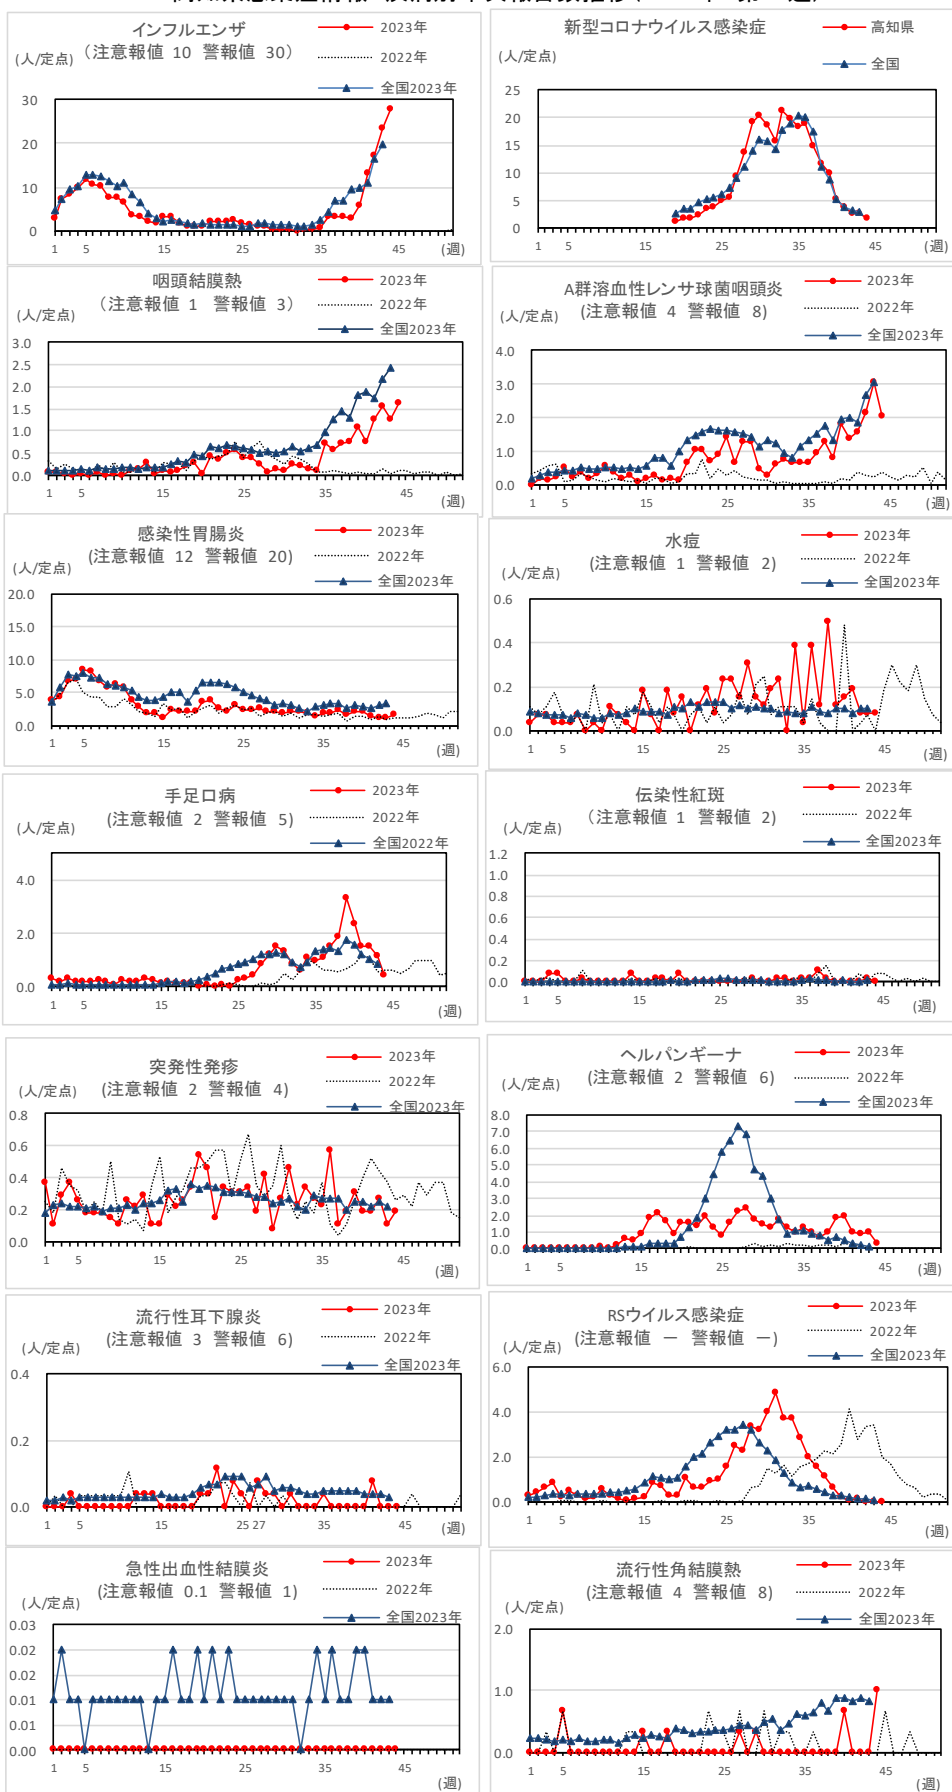 インフルエンザ
（注意報値 10 警報値 30）
(人/定点)
2023年
2022年
全国2023年
30
20
10
0
1 5 15 25 35 45 (週)
新型コロナウイルス感染症
(人/定点)
高知県
全国
25
20
15
10
5
0
1 5 15 25 35 45 (週)
咽頭結膜熱
（注意報値 1 警報値 3）
(人/定点)
2023年
2022年
全国2023年
3.0
2.5
2.0
1.5
1.0
0.5
0.0
1 5 15 25 35 45 (週)
A群溶血性レンサ球菌咽頭炎
(注意報値 4 警報値 8)
(人/定点)
2023年
2022年
全国2023年
4.0
3.0
2.0
1.0
0.0
1 5 15 25 35 45 (週)
感染性胃腸炎
(注意報値 12 警報値 20)
(人/定点)
2023年
2022年
全国2023年
20.0
15.0
10.0
5.0
0.0
1 5 15 25 35 45 (週)
水痘
(注意報値 1 警報値 2)
(人/定点)
2023年
2022年
全国2023年
0.6
0.4
0.2
0.0
1 5 15 25 35 45 (週)
手足口病
(注意報値 2 警報値 5)
(人/定点)
2023年
2022年
全国2022年
4.0
2.0
0.0
1 5 15 25 35 45 (週)
伝染性紅斑
（注意報値 1 警報値 2）
(人/定点)
2023年
2022年
全国2023年
1.2
1.0
0.8
0.6
0.4
0.2
0.0
1 5 15 25 35 45 (週)
突発性発疹
(注意報値 2 警報値 4)
(人/定点)
2023年
2022年
全国2023年
0.8
0.6
0.4
0.2
0.0
1 5 15 25 35 45 (週)
ヘルパンギーナ
(注意報値 2 警報値 6)
(人/定点)
2023年
2022年
全国2023年
8.0
7.0
6.0
5.0
4.0
3.0
2.0
1.0
0.0
1 5 15 25 35 45 (週)
流行性耳下腺炎
(注意報値 3 警報値 6)
(人/定点)
2023年
2022年
全国2023年
0.4
0.2
0.0
1 5 15 25 27 35 45 (週)
RSウイルス感染症
(注意報値 ー 警報値 ー)
(人/定点)
2023年
2022年
全国2023年
6.0
4.0
2.0
0.0
1 5 15 25 35 45 (週)
急性出血性結膜炎
(注意報値 0.1 警報値 1)
(人/定点)
2023年
2022年
全国2023年
0.03
0.02
0.02
0.01
0.01
0.00
1 5 15 25 35 45 (週)
流行性角結膜熱
(注意報値 4 警報値 8)
(人/定点)
2023年
2022年
全国2023年
2.0
1.0
0.0
1 5 15 25 35 45 (週)